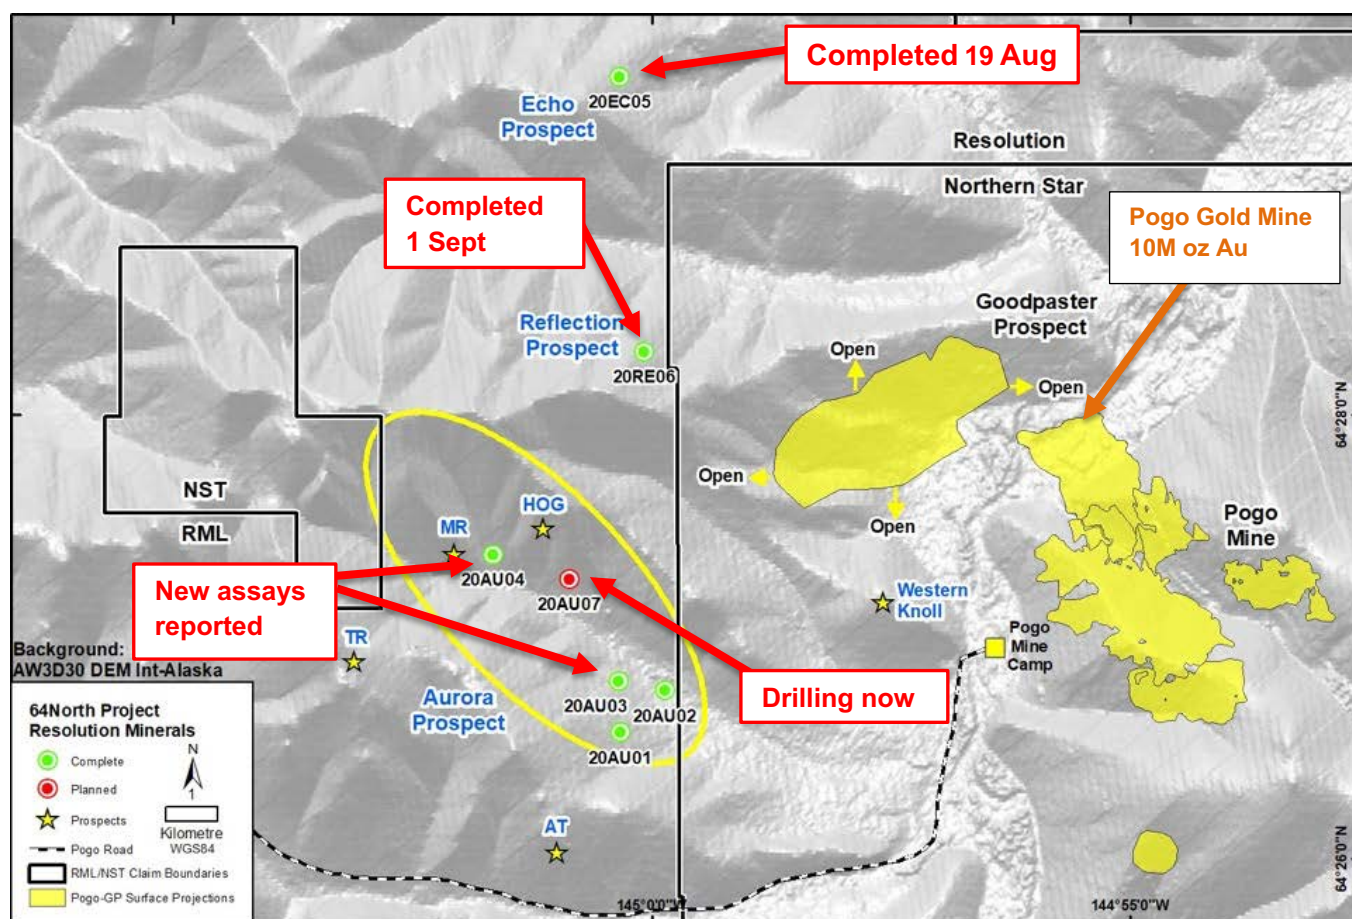 Completed 19 Aug
20EC05
Echo
Prospect
Resolution
Northern Star
Completed
1 Sept
Pogo Gold Mine
10M oz Au
Goodpaster
Prospect
Reflection
Prospect
20RE06
Open
Open
Open
Open
64°28'0"N
NST
RML
HOG
MR
20AU04
20AU07
New assays
reported
Pogo
Mine
Western
Knoll
Pogo
Mine
Camp
TR
Background:
AW3D30 DEM Int-Alaska
Aurora
Prospect
20AU03
20AU02
20AU01
Drilling now
AT
64North Project
Resolution Minerals
Complete
Planned
Prospects
Pogo Road
RML/NST Claim Boundaries
Pogo-GP Surface Projections
N
1
Kilometre
WGS84
64°26'0"N
145°0'0"W
144°55'0"W